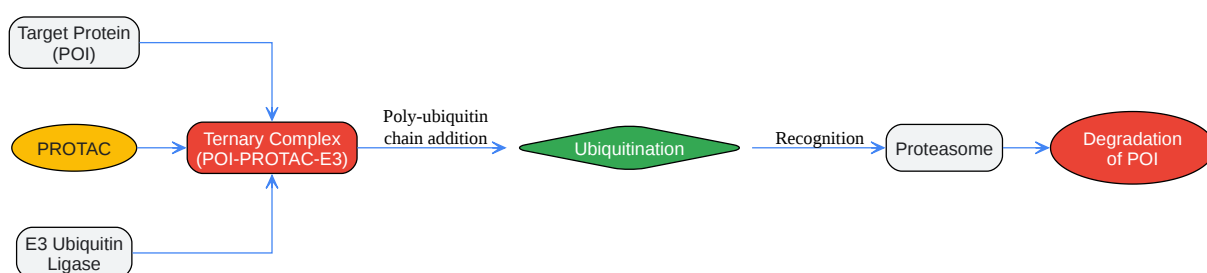 Target Protein
(POI)
PROTAC
E3 Ubiquitin
Ligase
Ternary Complex
(POI-PROTAC-E3)
Poly-ubiquitin
chain addition
Ubiquitination
Recognition
Proteasome
Degradation
of POI